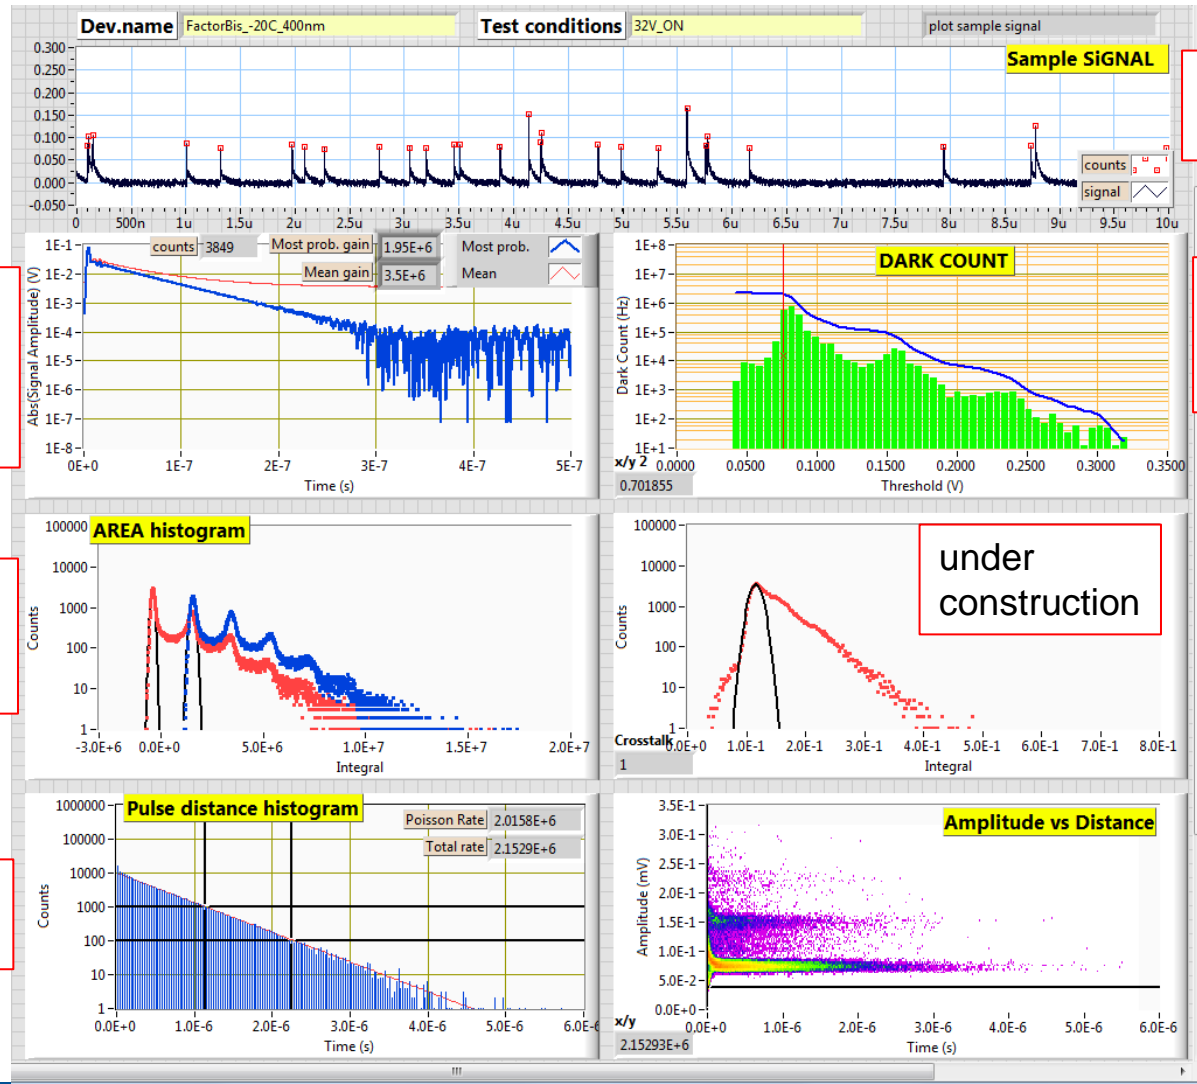 Dev.name FactorBis_-20C_400nm Test conditions 32V_ON plot sample signal
Sample SiGNAL
0.300
0.250
0.200
0.150
0.100
0.050
0.000
-0.050
counts
signal
0 500n 1u 1.5u 2u 2.5u 3u 3.5u 4u 4.5u 5u 5.5u 6u 6.5u 7u 7.5u 8u 8.5u 9u 9.5u 10u
counts 3849 Most prob. gain 1.95E+6 Most prob.
Mean gain 3.5E+6 Mean
Abs(Signal Amplitude) (V)
1E-1
1E-2
1E-3
1E-4
1E-5
1E-6
1E-7
1E-8
0E+0 1E-7 2E-7 3E-7 4E-7 5E-7
Time (s)
DARK COUNT
Dark Count (Hz)
1E+8
1E+7
1E+6
1E+5
1E+4
1E+3
1E+2
1E+1
0.0000 0.0500 0.1000 0.1500 0.2000 0.2500 0.3000 0.3500
Threshold (V)
x/y 2
0.701855
AREA histogram
Counts
100000
10000
1000
100
10
1
-3.0E+6 0.0E+0 5.0E+6 1.0E+7 1.5E+7 2.0E+7
Integral
under
construction
Counts
100000
10000
1000
100
10
1
0.0E+0 1.0E-1 2.0E-1 3.0E-1 4.0E-1 5.0E-1 6.0E-1 7.0E-1 8.0E-1
Integral
Crosstalk
1
Pulse distance histogram
Poisson Rate 2.0158E+6
Total rate 2.1529E+6
Counts
1000000
100000
10000
1000
100
10
1
0.0E+0 1.0E-6 2.0E-6 3.0E-6 4.0E-6 5.0E-6 6.0E-6
Time (s)
Amplitude vs Distance
Amplitude (mV)
3.5E-1
3.0E-1
2.5E-1
2.0E-1
1.5E-1
1.0E-1
5.0E-2
0.0E+0
0.0E+0 1.0E-6 2.0E-6 3.0E-6 4.0E-6 5.0E-6 6.0E-6
Time (s)
x/y
2.15293E+6